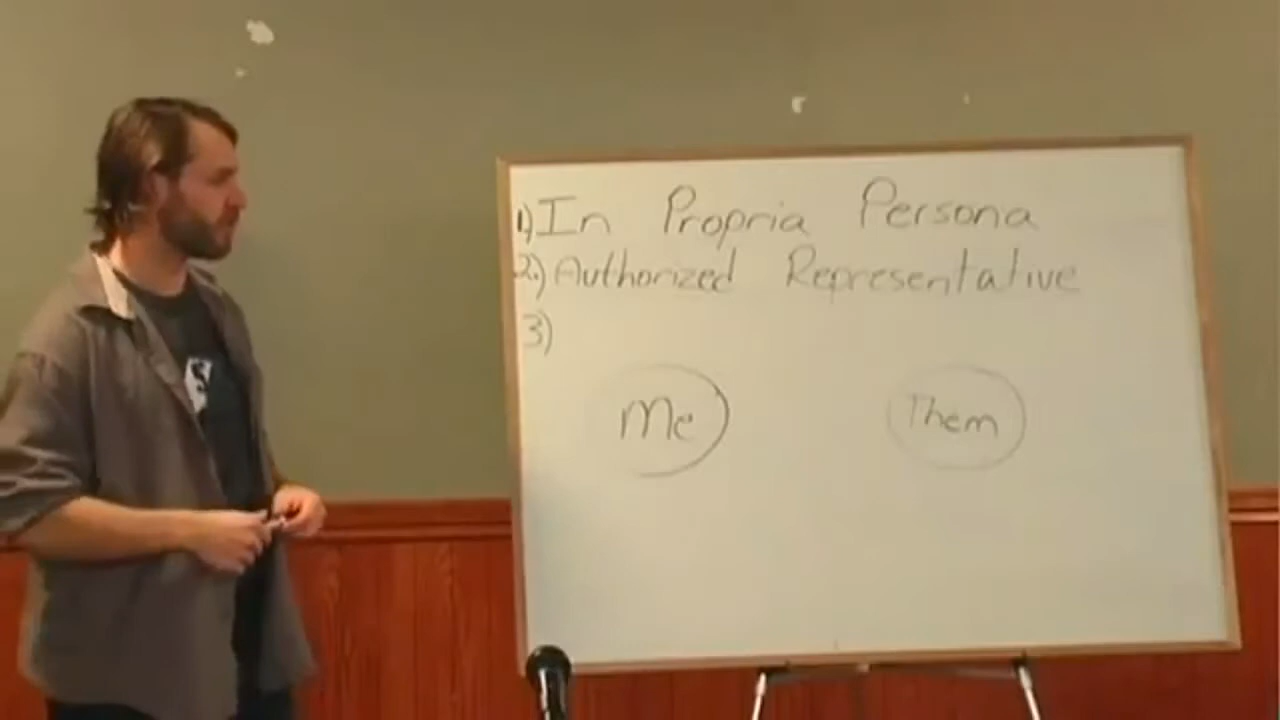 1) In Propria Persona
2.) Authorized Representative
3)
Me Them
S